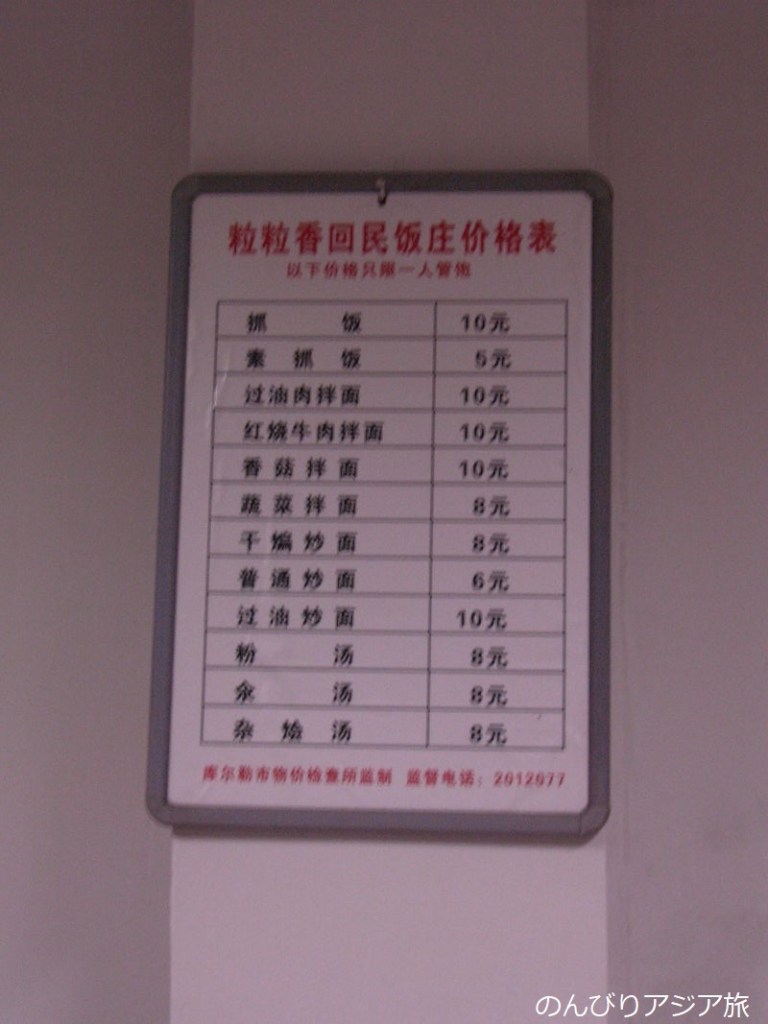 粒粒香回民饭庄价格表
以下价格只限一人管饱
抓 饭 10元
素 抓 饭 5元
过油肉拌面 10元
红烧牛肉拌面 10元
香菇拌面 10元
蔬菜拌面 8元
干煸炒面 8元
普通炒面 6元
过油炒面 10元
粉 汤 8元
汆 汤 8元
杂 烩 汤 8元
库尔勒市物价检查所监制 监督电话：2012077
のんびりアジア旅